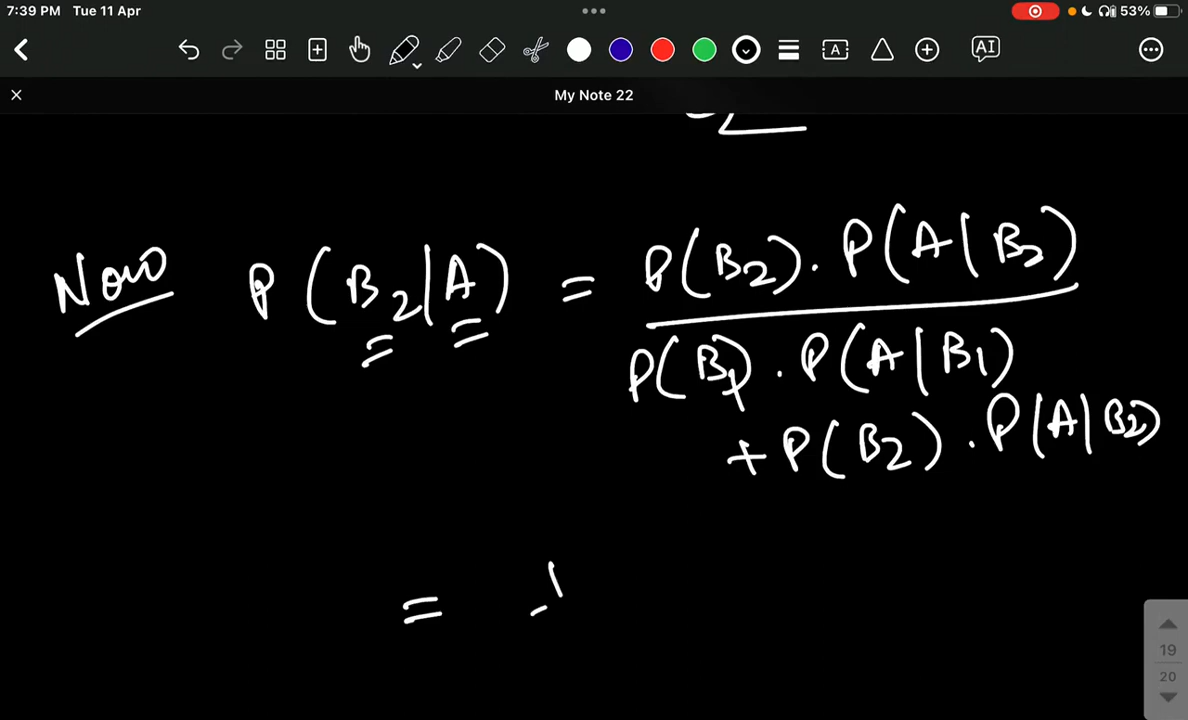 7:39 PM Tue 11 Apr
53%
AI
A
My Note 22
Now P(B2|A) = P(B2). P(A|B2)
P(B1) . P(A|B1)
+ P(B2) . P(A|B2)
=
19
20